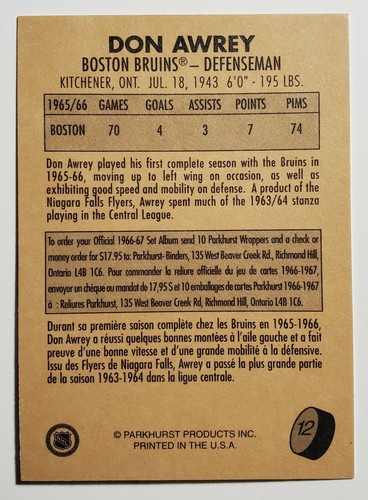 DON AWREY
BOSTON BRUINS® – DEFENSEMAN
KITCHENER, ONT. JUL. 18, 1943 6'0" - 195 LBS.
1965/66 GAMES GOALS ASSISTS POINTS PIMS
BOSTON 70 4 3 7 74
Don Awrey played his first complete season with the Bruins in
1965-66, moving up to left wing on occasion, as well as
exhibiting good speed and mobility on defense. A product of the
Niagara Falls Flyers, Awrey spent much of the 1963/64 stanza
playing in the Central League.
To order your Official 1966-67 Set Album send 10 Parkhurst Wroppers and a check or
money order for $17.95 to: Parkhurst- Binders, 135 West Beaver Creek Rd., Richmond Hill,
Ontario L4B 1C6. Pour commander la reliure officielle du jeu de cartes 1966-1967,
envoyer un chèque ou mandat de 17,95 $ et 10 emballages de cartes Parkhurst 1966-1967
à : Reliures Parkhurst, 135 West Beaver Creek Rd, Richmond Hill, Ontario L4B 1C6.
Durant sa première saison complète chez les Bruins en 1965-1966,
Don Awrey a réussi quelques bonnes montées à l'aile gauche et a fait
preuve d'une bonne vitesse et d'une grande mobilité à la défensive.
Issu des Flyers de Niagara Falls, Awrey a passé la plus grande partie
de la saison 1963-1964 dans la ligue centrale.
© PARKHURST PRODUCTS INC.
PRINTED IN THE U.S.A.
12